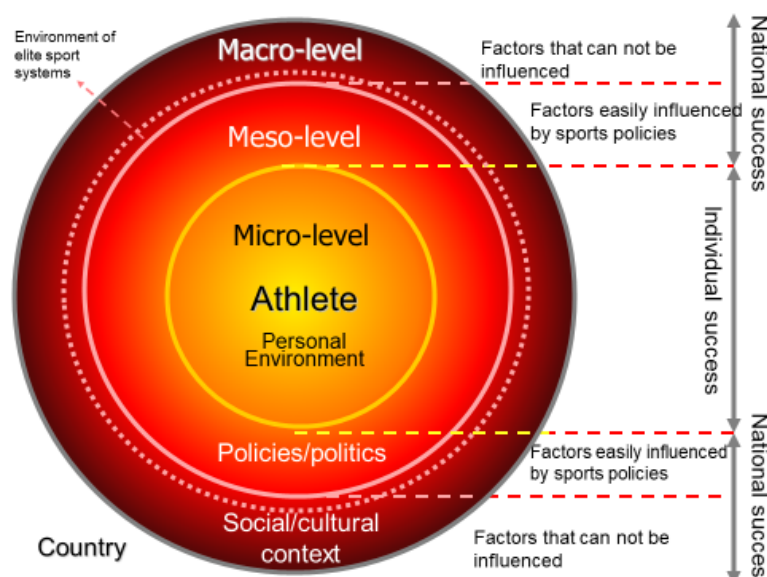 Environment of
elite sport
systems
Macro-level
Factors that can not be
influenced
Meso-level
Factors easily influenced
by sports policies
National success
Micro-level
Athlete
Personal
Environment
Individual success
Policies/politics
Factors easily influenced
by sports policies
Social/cultural
context
Country
Factors that can not be
influenced
National succes